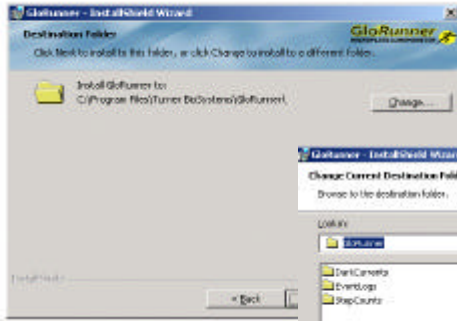 GloRunner - InstallShield Wizard
Destination Folder
GloRunner
Click Next to install to this folder, or click Change to install to a different folder.
Install GloRunner to:
C:\Program Files\Turner BioSystems\GloRunner\
Change...
InstallShield
< Back
GloRunner - InstallShield Wizard
Change Current Destination Fold
Browse to the destination folder.
Look in:
GloRunner
DarkCurrents
EventLogs
StepCounts